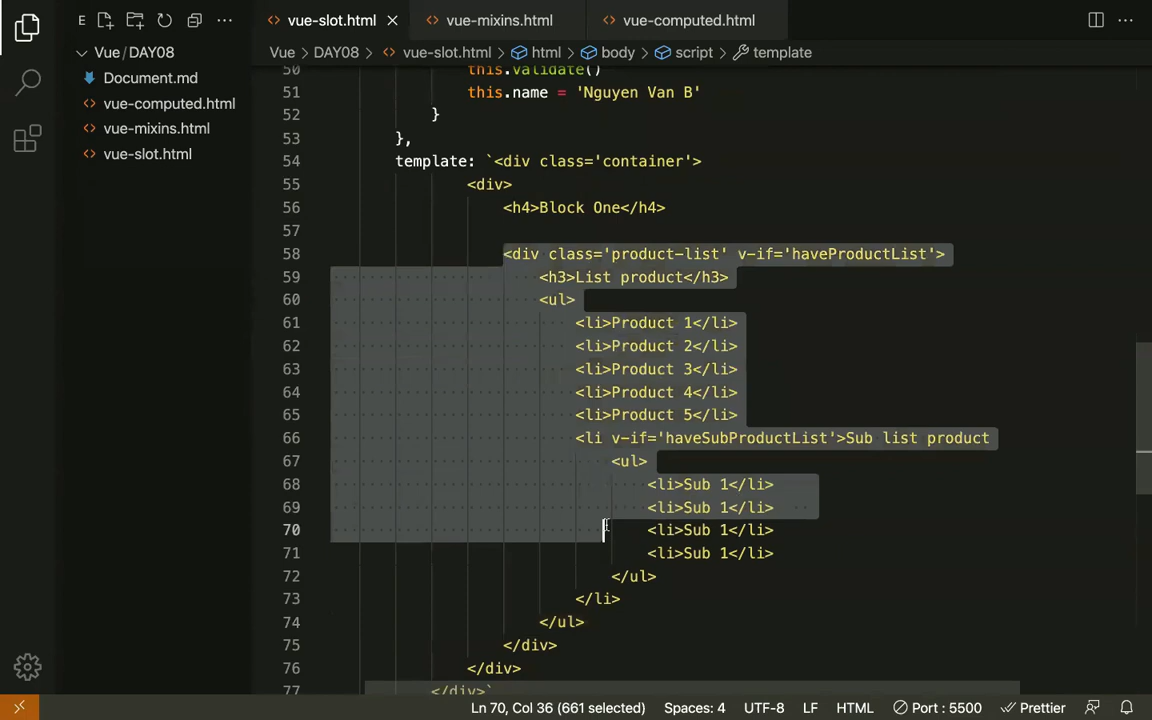 E
vue-slot.html
vue-mixins.html
vue-computed.html
Vue/DAY08
Document.md
vue-computed.html
vue-mixins.html
vue-slot.html
Vue > DAY08 > vue-slot.html > html > body > script > template
50 this.validate()
51 this.name = 'Nguyen Van B'
52 }
53 },
54 template: `<div class='container'>
55 <div>
56 <h4>Block One</h4>
57
58 <div class='product-list' v-if='haveProductList'>
59 <h3>List product</h3>
60 <ul>
61 <li>Product 1</li>
62 <li>Product 2</li>
63 <li>Product 3</li>
64 <li>Product 4</li>
65 <li>Product 5</li>
66 <li v-if='haveSubProductList'>Sub list product
67 <ul>
68 <li>Sub 1</li>
69 <li>Sub 1</li>
70 <li>Sub 1</li>
71 <li>Sub 1</li>
72 </ul>
73 </li>
74 </ul>
75 </div>
76 </div>
77 </div>`
Ln 70, Col 36 (661 selected) Spaces: 4 UTF-8 LF HTML Port : 5500 Prettier